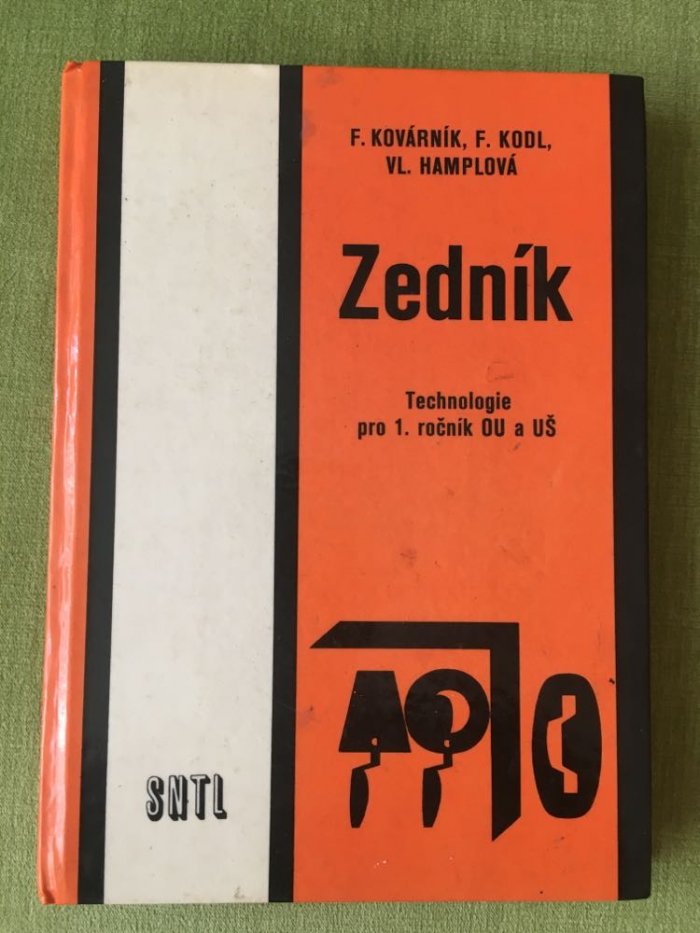 F. KOVÁRNÍK, F. KODL,
VL. HAMPLOVÁ
Zedník
Technologie
pro 1. ročník OU a UŠ
SNTL